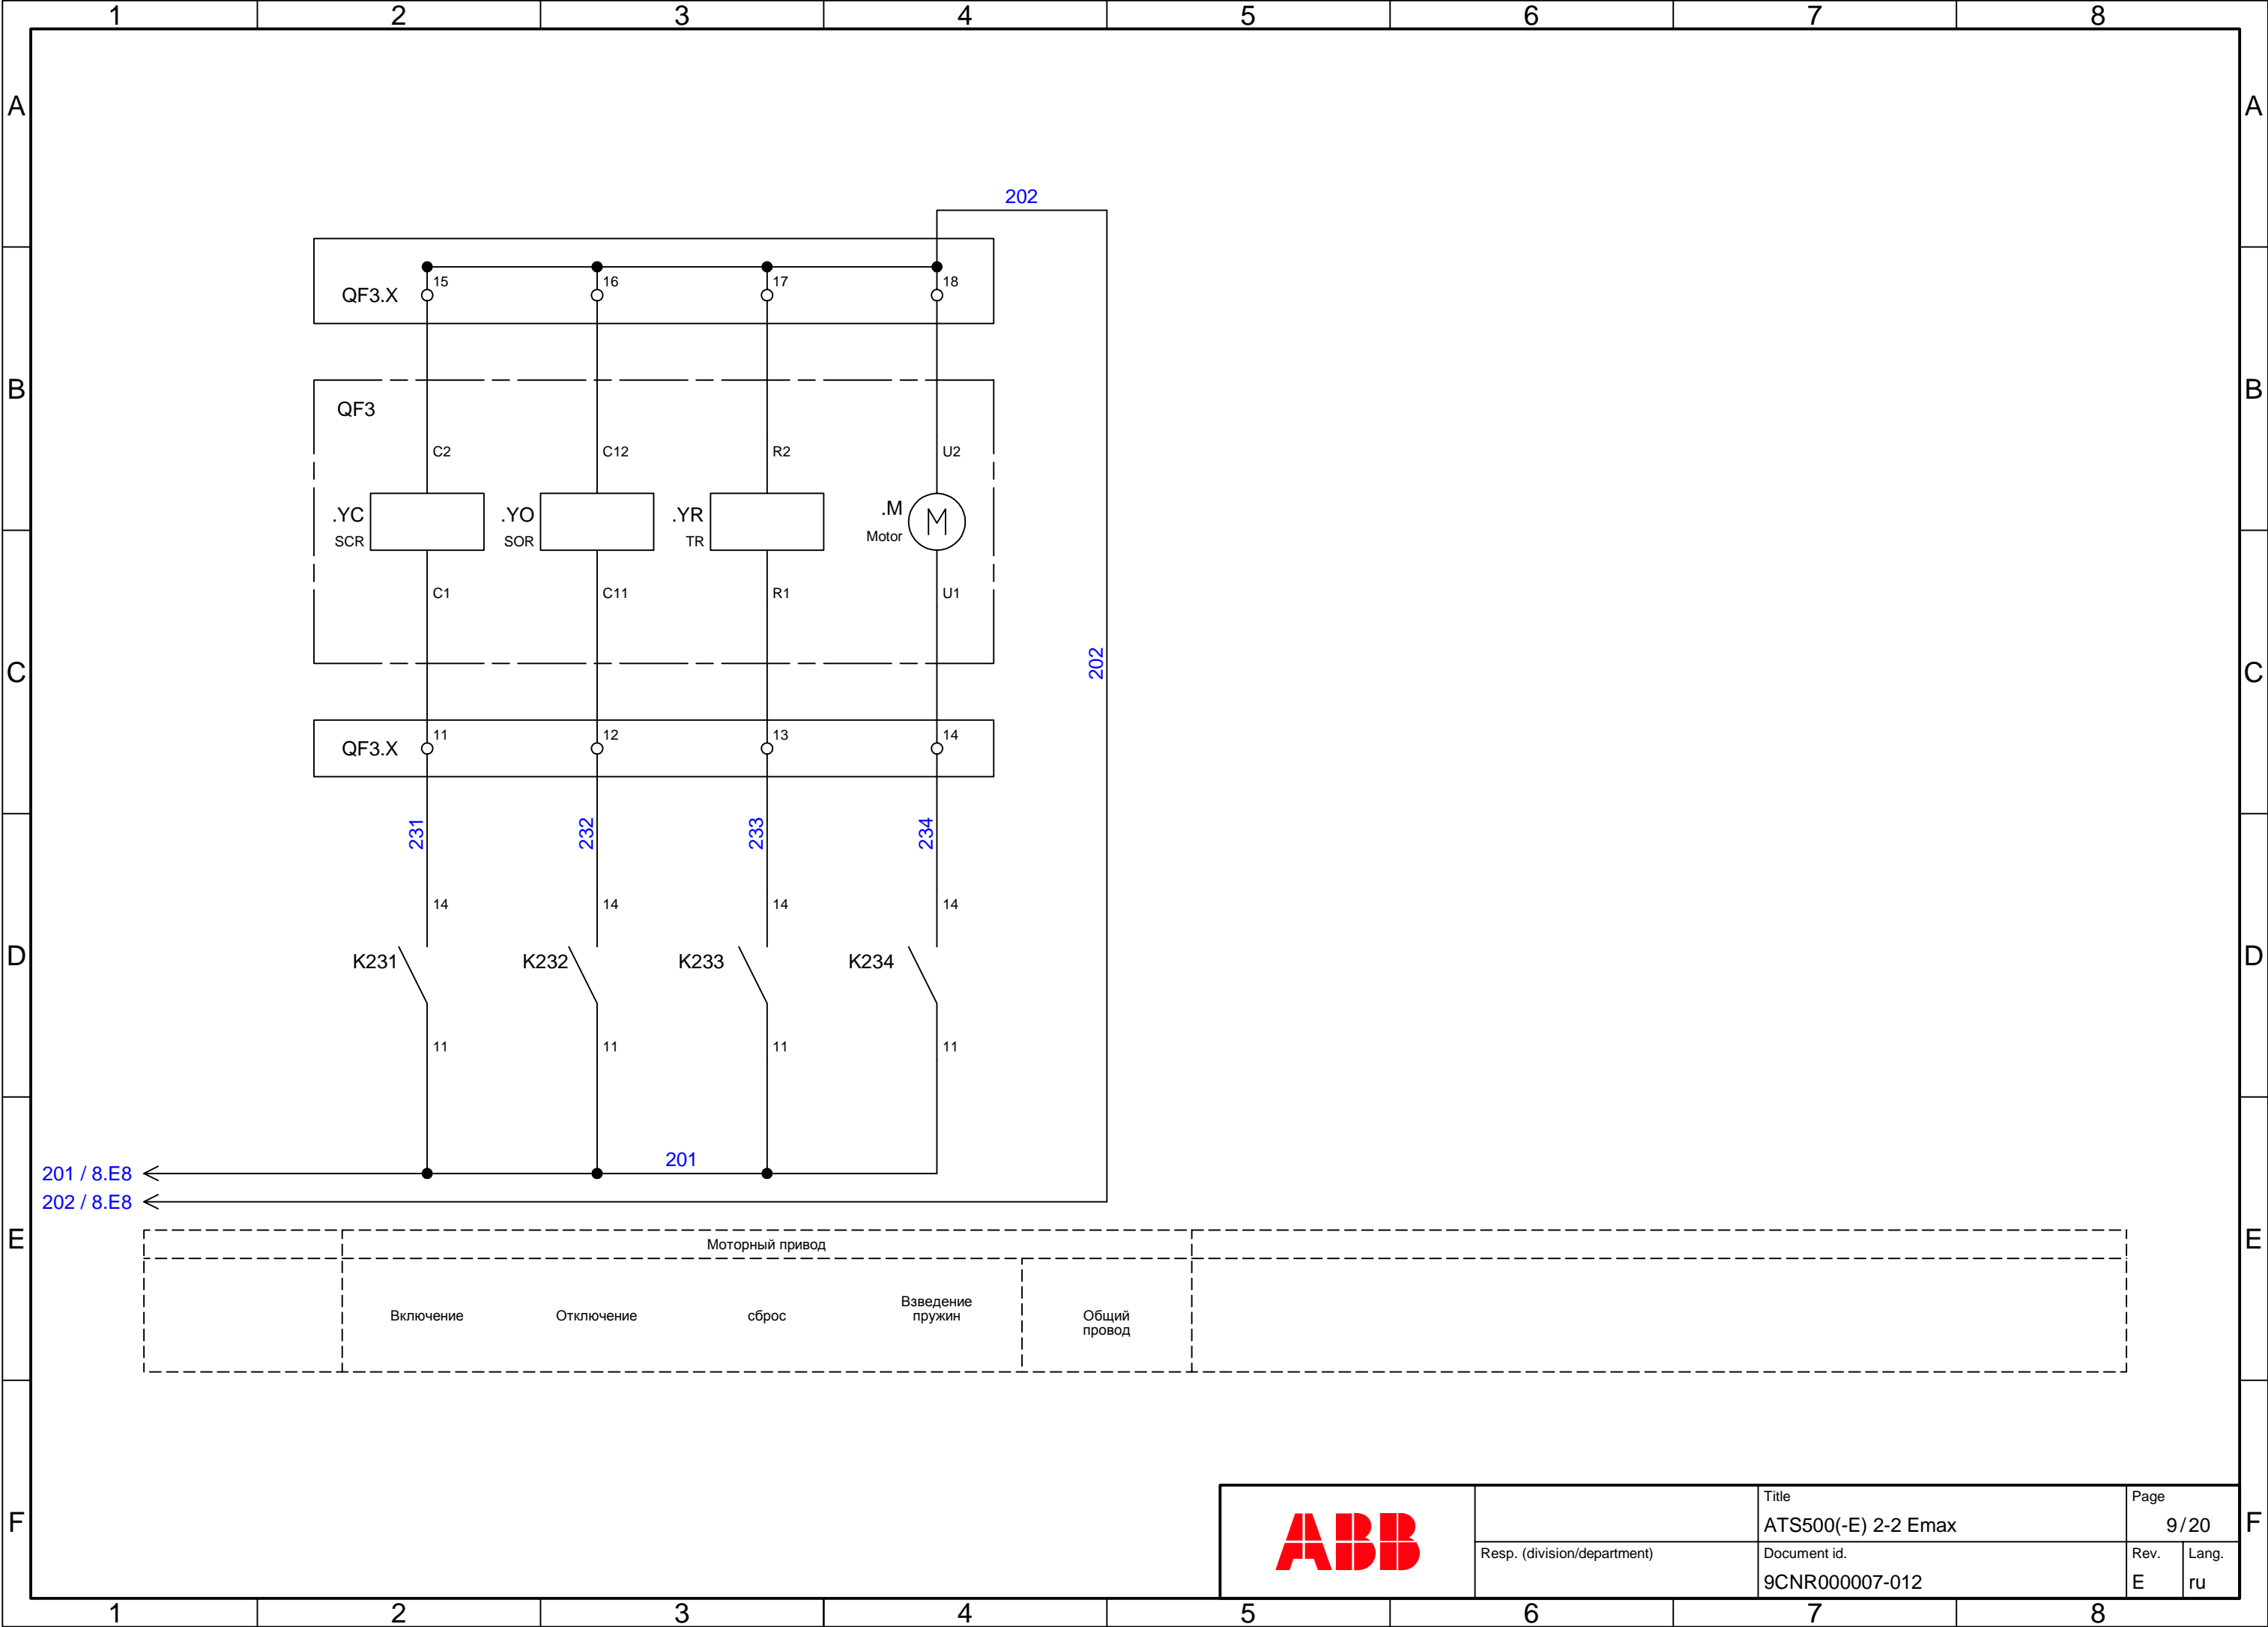 1 2 3 4 5 6 7 8
A A
202
15 16 17 18
QF3.X
B B
QF3
C2 C12 R2 U2
.YC .YO .YR .M M
SCR SOR TR Motor
C1 C11 R1 U1
202
C C
11 12 13 14
QF3.X
231 232 233 234
14 14 14 14
D D
K231 K232 K233 K234
11 11 11 11
201
201 / 8.E8
202 / 8.E8
E E
Моторный привод
Включение Отключение сброс Взведение
пружин
Общий
провод
F F
ABB
Title
ATS500(-E) 2-2 Emax
Page
9/20
Resp. (division/department)
Document id.
9CNR000007-012
Rev.
E
Lang.
ru
1 2 3 4 5 6 7 8